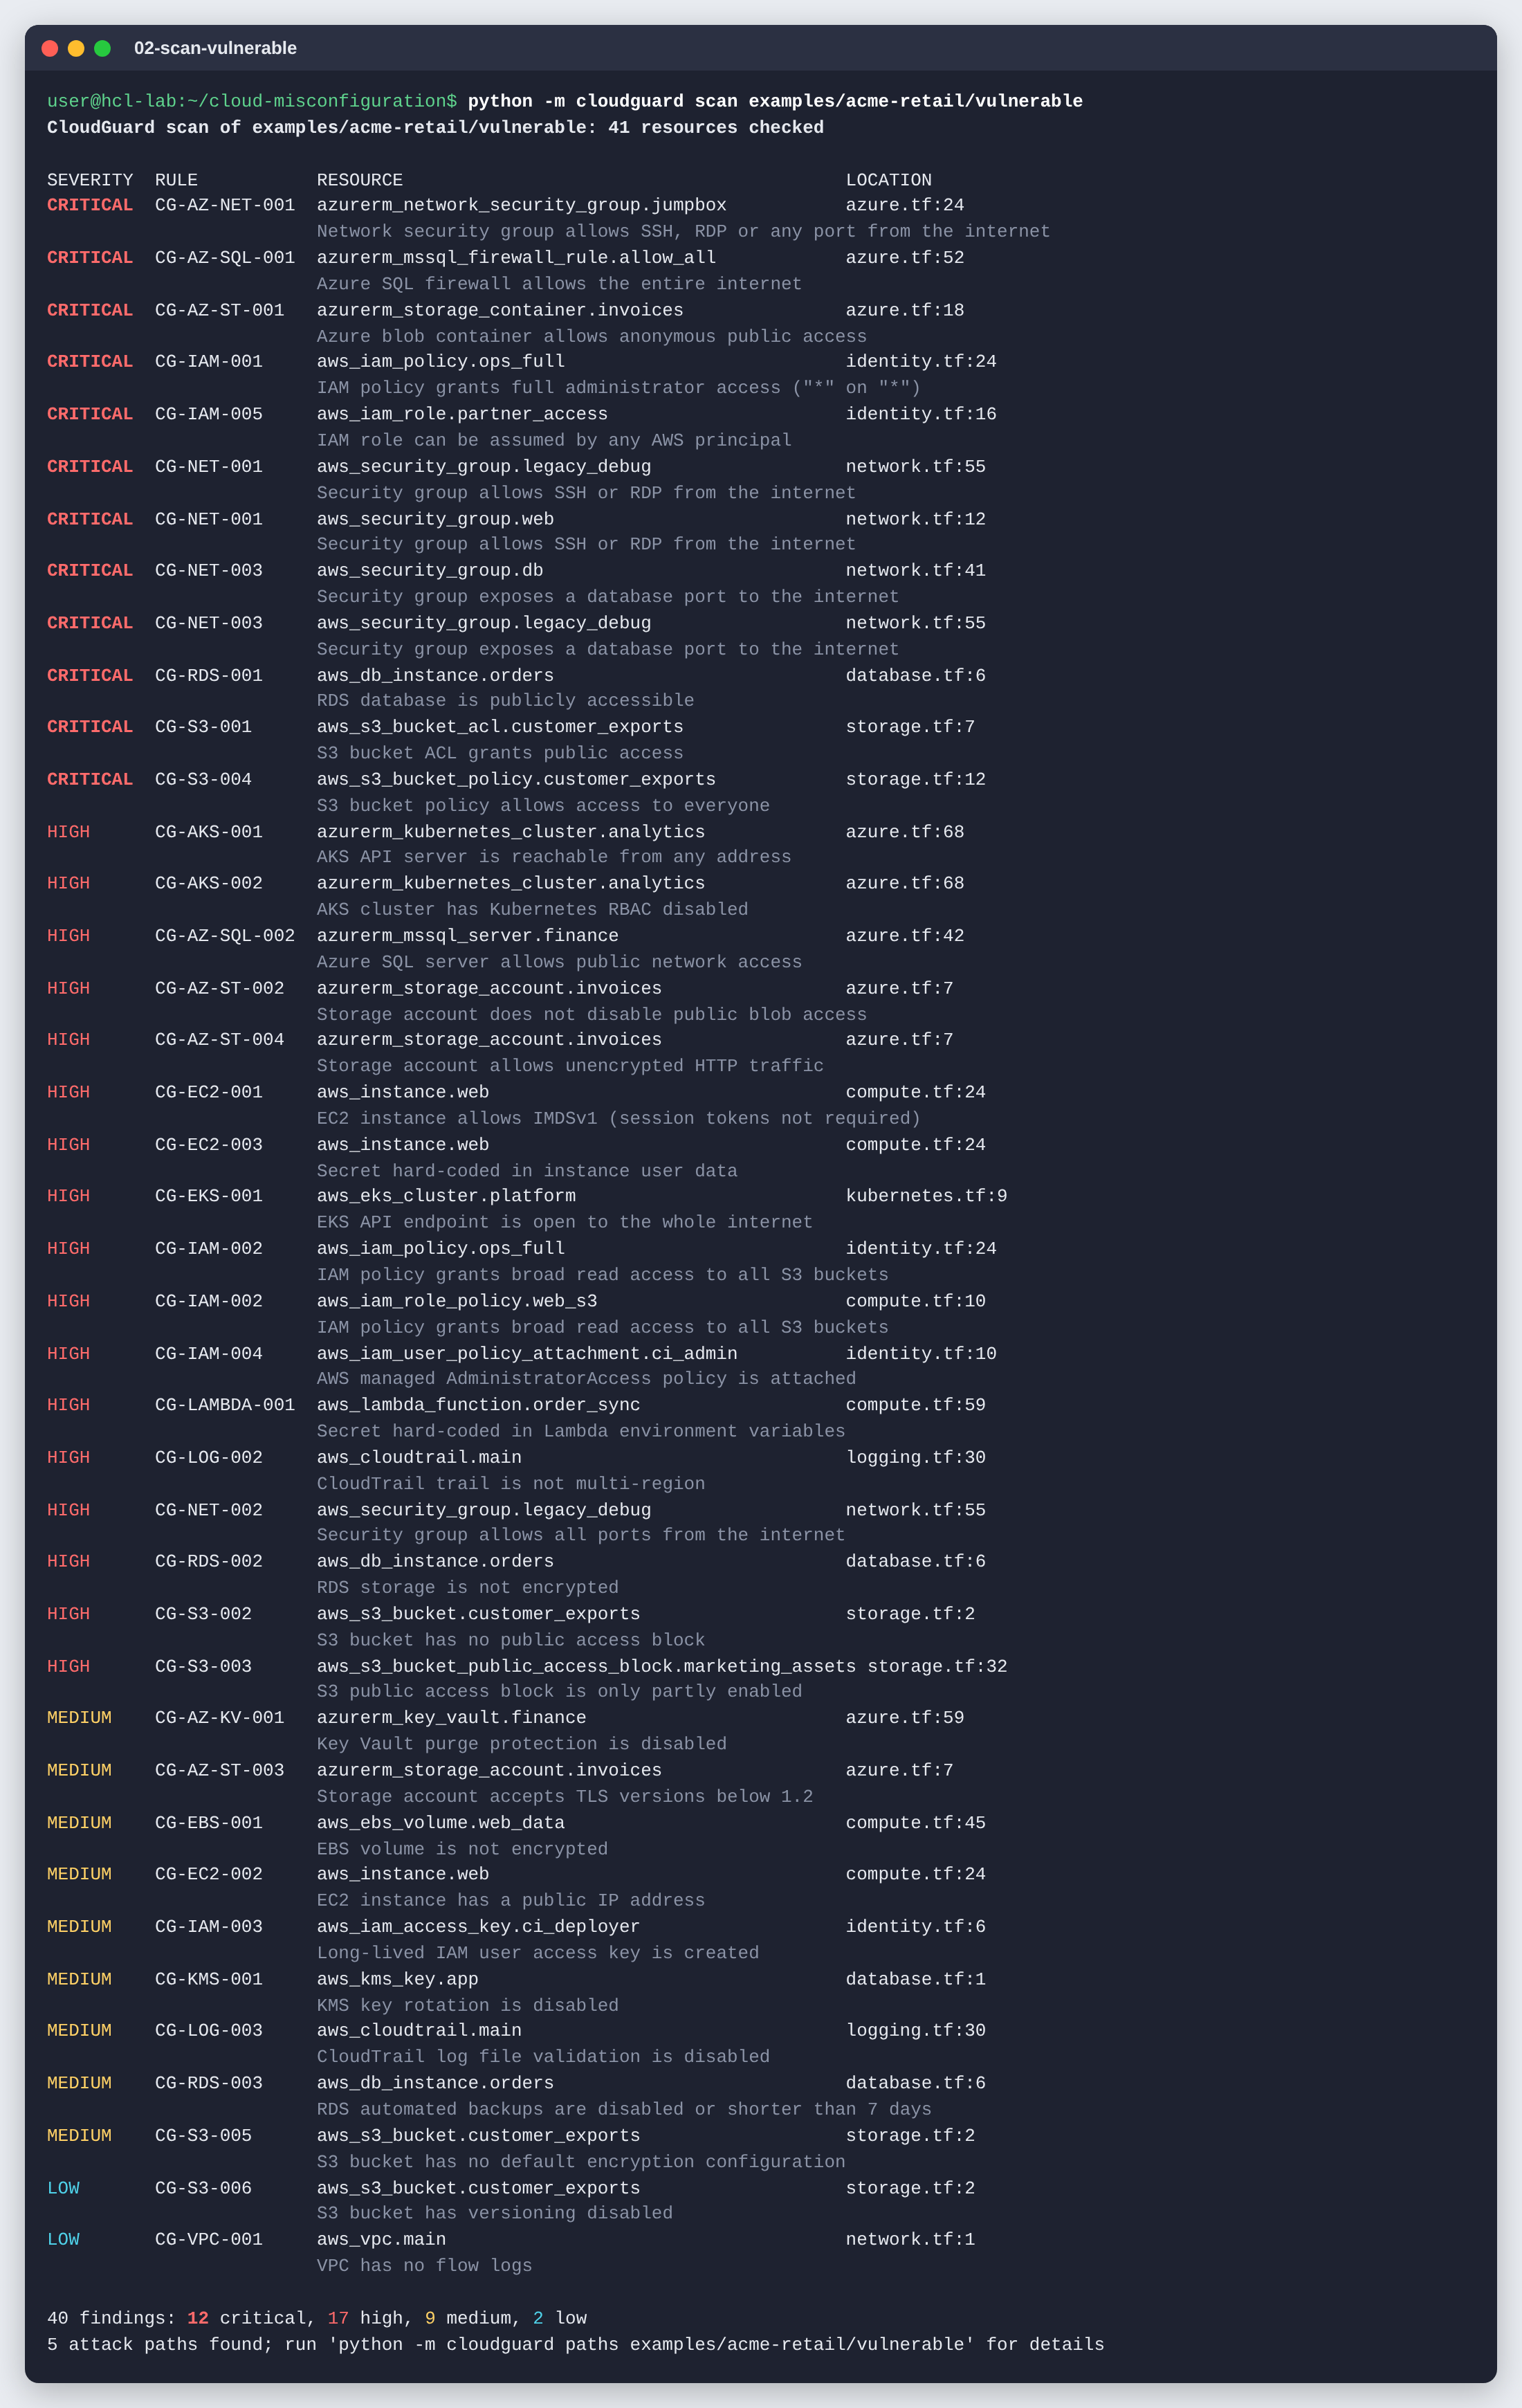 02-scan-vulnerable
user@hcl-lab:~/cloud-misconfiguration$ python -m cloudguard scan examples/acme-retail/vulnerable
CloudGuard scan of examples/acme-retail/vulnerable: 41 resources checked
SEVERITY RULE RESOURCE LOCATION
CRITICAL CG-AZ-NET-001 azurerm_network_security_group.jumpbox azure.tf:24
Network security group allows SSH, RDP or any port from the internet
CRITICAL CG-AZ-SQL-001 azurerm_mssql_firewall_rule.allow_all azure.tf:52
Azure SQL firewall allows the entire internet
CRITICAL CG-AZ-ST-001 azurerm_storage_container.invoices azure.tf:18
Azure blob container allows anonymous public access
CRITICAL CG-IAM-001 aws_iam_policy.ops_full identity.tf:24
IAM policy grants full administrator access ("*" on "*")
CRITICAL CG-IAM-005 aws_iam_role.partner_access identity.tf:16
IAM role can be assumed by any AWS principal
CRITICAL CG-NET-001 aws_security_group.legacy_debug network.tf:55
Security group allows SSH or RDP from the internet
CRITICAL CG-NET-001 aws_security_group.web network.tf:12
Security group allows SSH or RDP from the internet
CRITICAL CG-NET-003 aws_security_group.db network.tf:41
Security group exposes a database port to the internet
CRITICAL CG-NET-003 aws_security_group.legacy_debug network.tf:55
Security group exposes a database port to the internet
CRITICAL CG-RDS-001 aws_db_instance.orders database.tf:6
RDS database is publicly accessible
CRITICAL CG-S3-001 aws_s3_bucket_acl.customer_exports storage.tf:7
S3 bucket ACL grants public access
CRITICAL CG-S3-004 aws_s3_bucket_policy.customer_exports storage.tf:12
S3 bucket policy allows access to everyone
HIGH CG-AKS-001 azurerm_kubernetes_cluster.analytics azure.tf:68
AKS API server is reachable from any address
HIGH CG-AKS-002 azurerm_kubernetes_cluster.analytics azure.tf:68
AKS cluster has Kubernetes RBAC disabled
HIGH CG-AZ-SQL-002 azurerm_mssql_server.finance azure.tf:42
Azure SQL server allows public network access
HIGH CG-AZ-ST-002 azurerm_storage_account.invoices azure.tf:7
Storage account does not disable public blob access
HIGH CG-AZ-ST-004 azurerm_storage_account.invoices azure.tf:7
Storage account allows unencrypted HTTP traffic
HIGH CG-EC2-001 aws_instance.web compute.tf:24
EC2 instance allows IMDSv1 (session tokens not required)
HIGH CG-EC2-003 aws_instance.web compute.tf:24
Secret hard-coded in instance user data
HIGH CG-EKS-001 aws_eks_cluster.platform kubernetes.tf:9
EKS API endpoint is open to the whole internet
HIGH CG-IAM-002 aws_iam_policy.ops_full identity.tf:24
IAM policy grants broad read access to all S3 buckets
HIGH CG-IAM-002 aws_iam_role_policy.web_s3 compute.tf:10
IAM policy grants broad read access to all S3 buckets
HIGH CG-IAM-004 aws_iam_user_policy_attachment.ci_admin identity.tf:10
AWS managed AdministratorAccess policy is attached
HIGH CG-LAMBDA-001 aws_lambda_function.order_sync compute.tf:59
Secret hard-coded in Lambda environment variables
HIGH CG-LOG-002 aws_cloudtrail.main logging.tf:30
CloudTrail trail is not multi-region
HIGH CG-NET-002 aws_security_group.legacy_debug network.tf:55
Security group allows all ports from the internet
HIGH CG-RDS-002 aws_db_instance.orders database.tf:6
RDS storage is not encrypted
HIGH CG-S3-002 aws_s3_bucket.customer_exports storage.tf:2
S3 bucket has no public access block
HIGH CG-S3-003 aws_s3_bucket_public_access_block.marketing_assets storage.tf:32
S3 public access block is only partly enabled
MEDIUM CG-AZ-KV-001 azurerm_key_vault.finance azure.tf:59
Key Vault purge protection is disabled
MEDIUM CG-AZ-ST-003 azurerm_storage_account.invoices azure.tf:7
Storage account accepts TLS versions below 1.2
MEDIUM CG-EBS-001 aws_ebs_volume.web_data compute.tf:45
EBS volume is not encrypted
MEDIUM CG-EC2-002 aws_instance.web compute.tf:24
EC2 instance has a public IP address
MEDIUM CG-IAM-003 aws_iam_access_key.ci_deployer identity.tf:6
Long-lived IAM user access key is created
MEDIUM CG-KMS-001 aws_kms_key.app database.tf:1
KMS key rotation is disabled
MEDIUM CG-LOG-003 aws_cloudtrail.main logging.tf:30
CloudTrail log file validation is disabled
MEDIUM CG-RDS-003 aws_db_instance.orders database.tf:6
RDS automated backups are disabled or shorter than 7 days
MEDIUM CG-S3-005 aws_s3_bucket.customer_exports storage.tf:2
S3 bucket has no default encryption configuration
LOW CG-S3-006 aws_s3_bucket.customer_exports storage.tf:2
S3 bucket has versioning disabled
LOW CG-VPC-001 aws_vpc.main network.tf:1
VPC has no flow logs
40 findings: 12 critical, 17 high, 9 medium, 2 low
5 attack paths found; run 'python -m cloudguard paths examples/acme-retail/vulnerable' for details